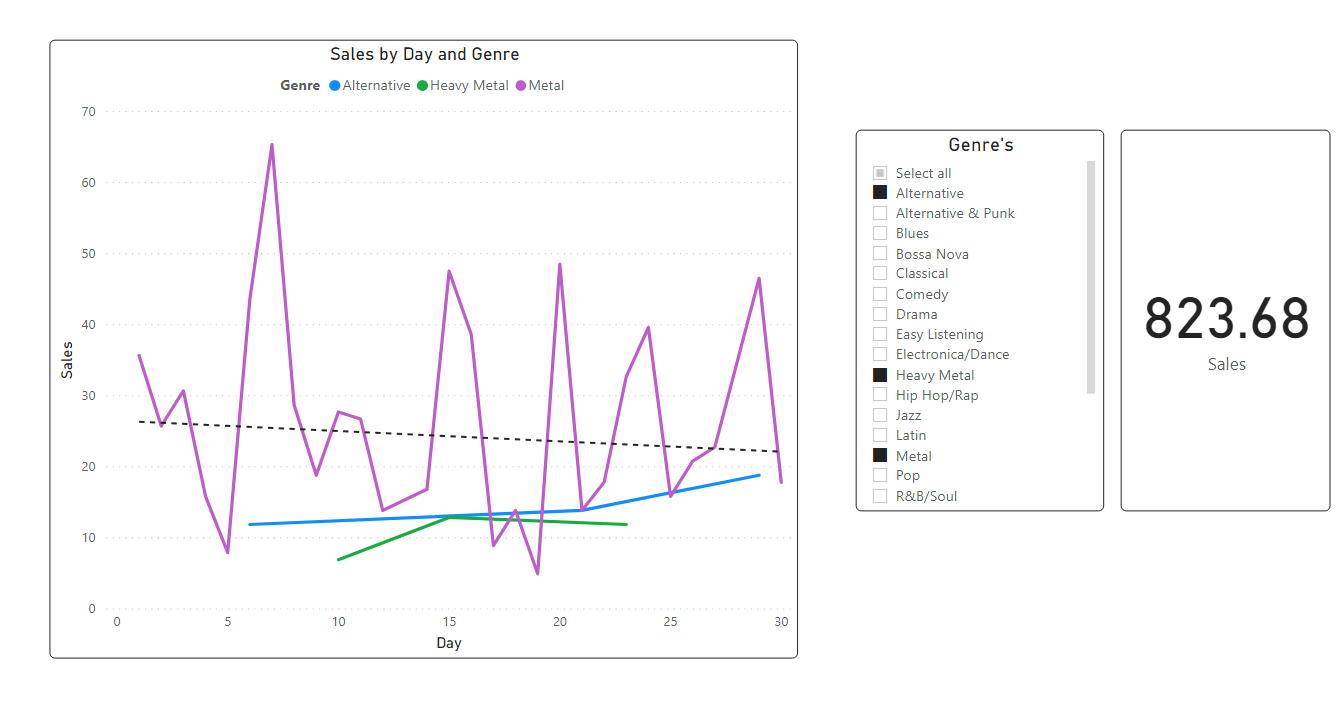 Sales by Day and Genre
Genre Alternative Heavy Metal Metal
70
60
50
40
30
20
10
0
Sales
0 5 10 15 20 25 30
Day
Genre's
Select all
Alternative
Alternative & Punk
Blues
Bossa Nova
Classical
Comedy
Drama
Easy Listening
Electronica/Dance
Heavy Metal
Hip Hop/Rap
Jazz
Latin
Metal
Pop
R&B/Soul
823.68
Sales